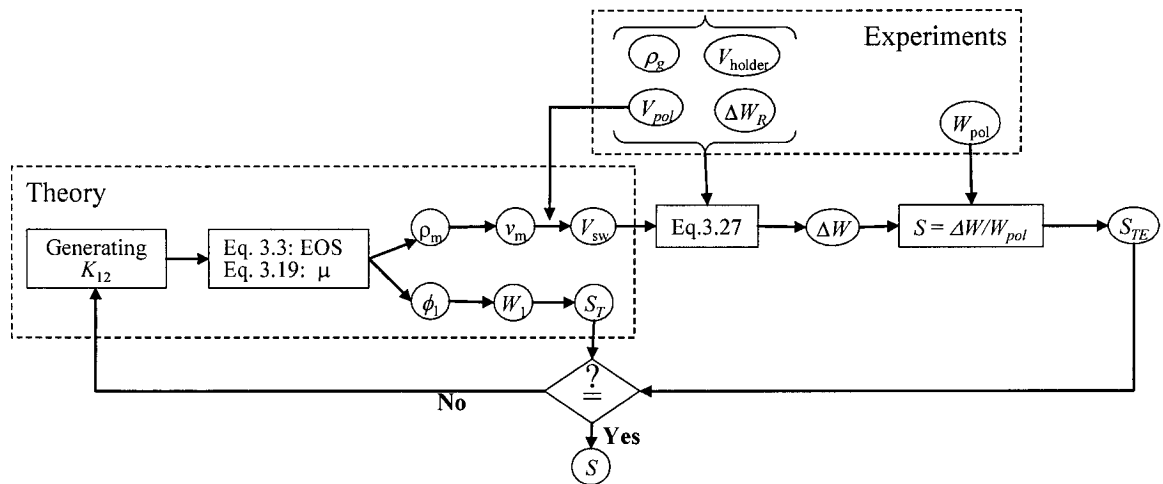 Experiments
ρg
Vholder
Vpol
ΔWR
Wpol
Theory
ρm
νm
Vsw
Eq.3.27
ΔW
S = ΔW/Wpol
STE
Generating
K12
Eq. 3.3: EOS
Eq. 3.19: μ
ϕ1
W1
ST
?
=
No
Yes
S